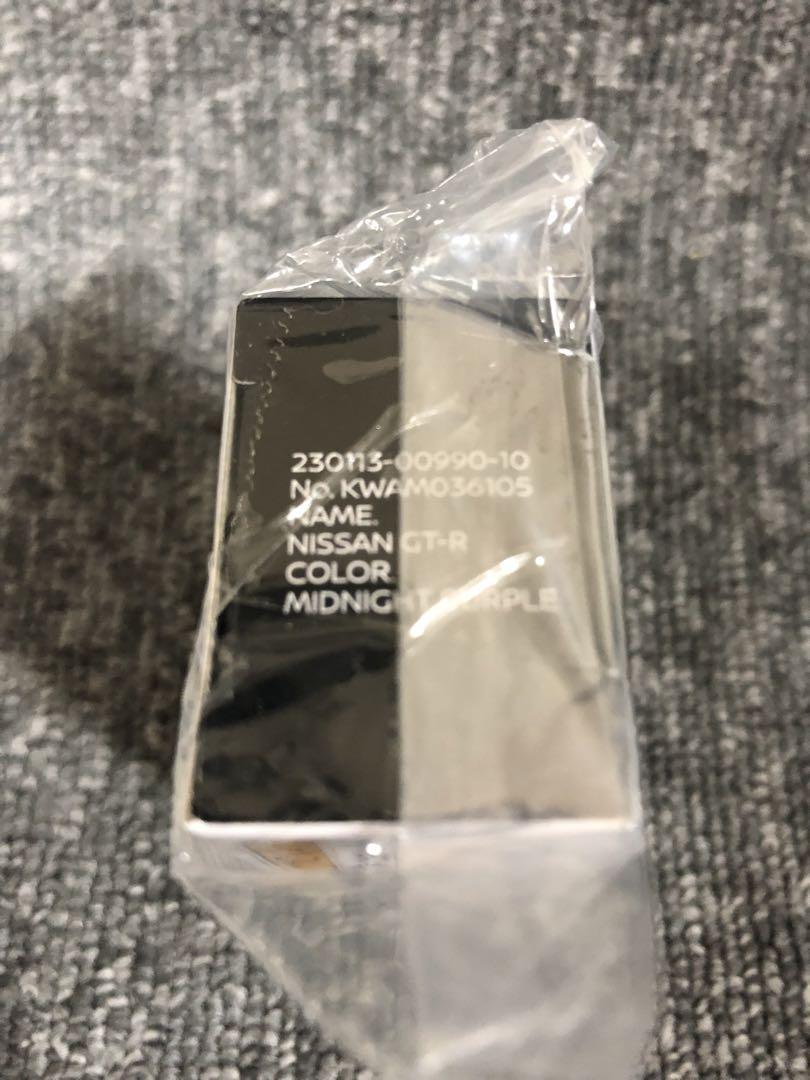 230113-00990-10
No. KWAM036105
NAME.
NISSAN GT-R
COLOR
MIDNIGHT PURPLE